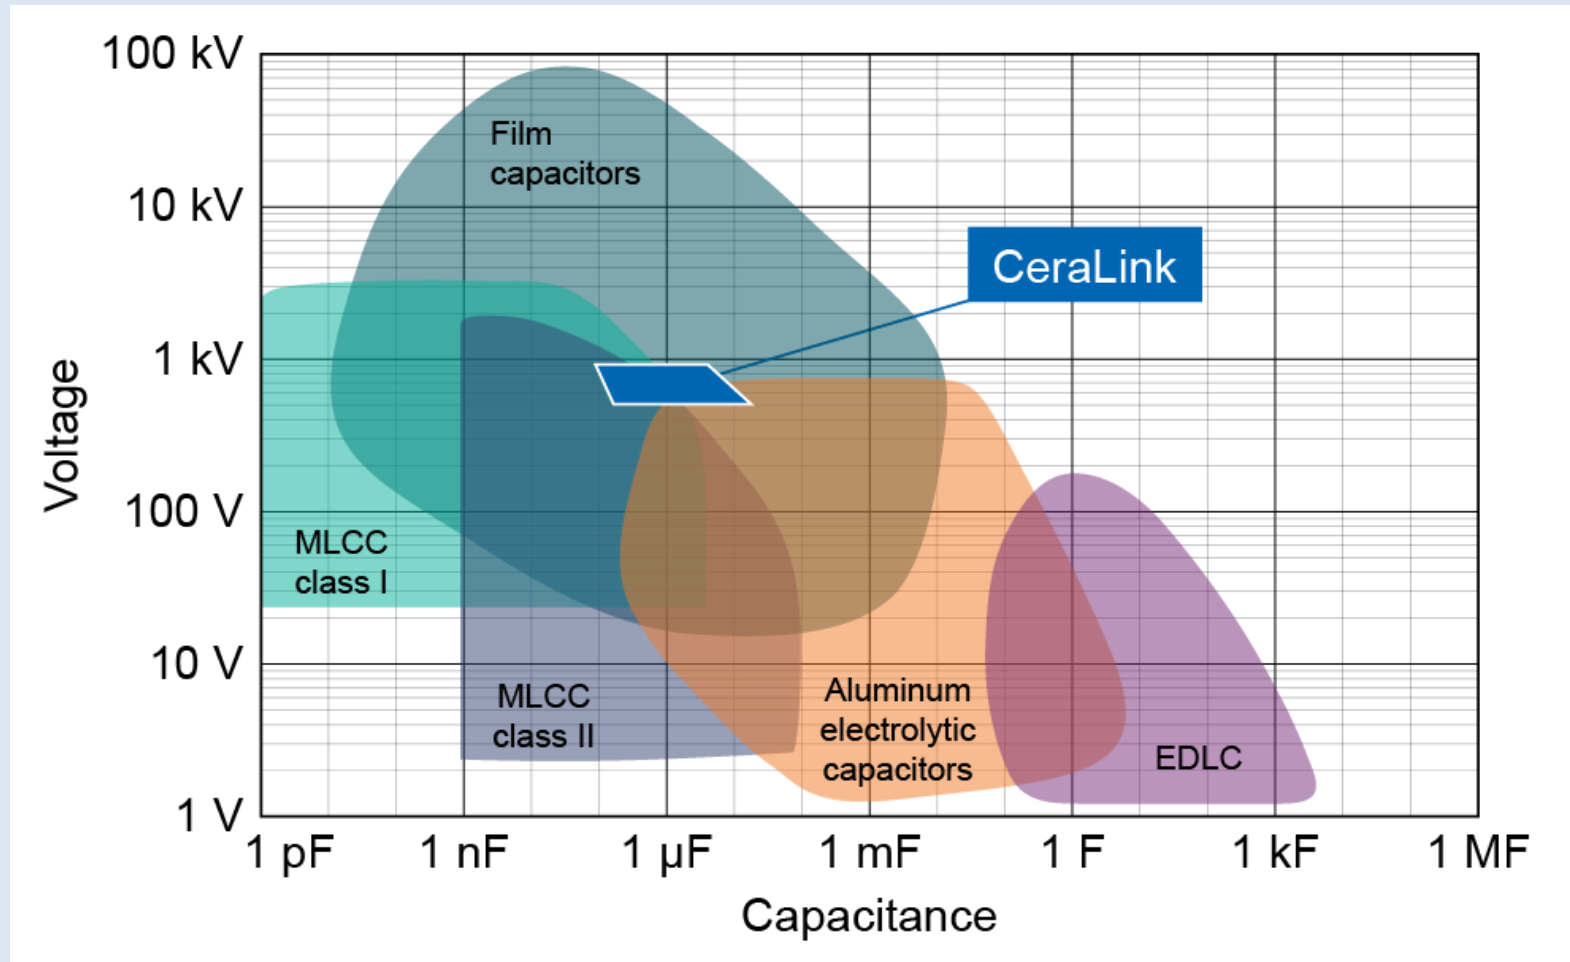 100 kV
10 kV
1 kV
100 V
10 V
1 V
Voltage
Film
capacitors
CeraLink
MLCC
class I
MLCC
class II
Aluminum
electrolytic
capacitors
EDLC
1 pF
1 nF
1 µF
1 mF
1 F
1 kF
1 MF
Capacitance